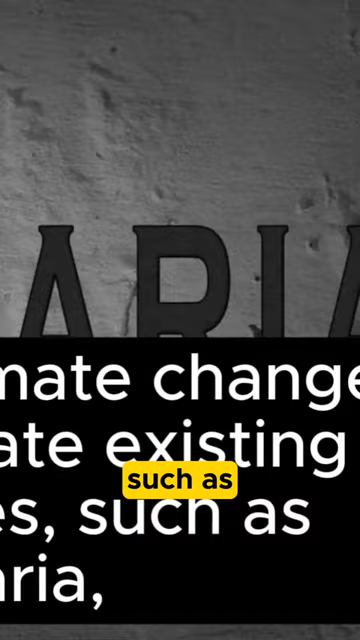 ARIA
mate change
ate existing
such as
es, such as
aria,